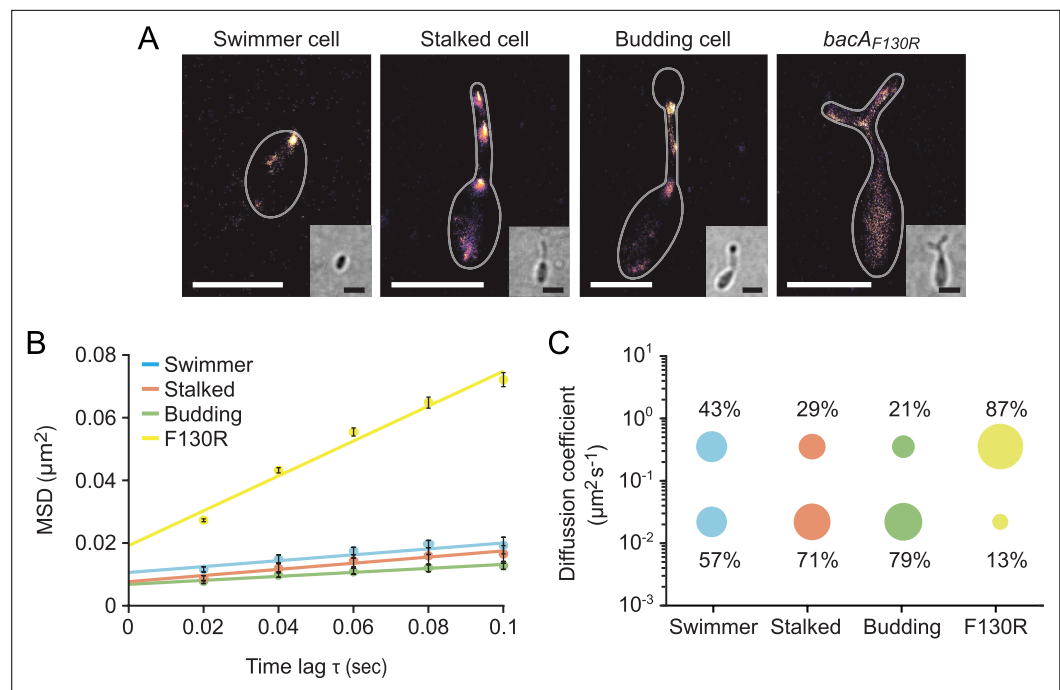 A
Swimmer cell
Stalked cell
Budding cell
bacA_F130R
B
MSD (µm²)
0.08
0.06
0.04
0.02
0
Swimmer
Stalked
Budding
F130R
0
0.02
0.04
0.06
0.08
0.1
Time lag τ (sec)
C
Diffussion coefficient
(µm²s⁻¹)
10¹
10⁰
10⁻¹
10⁻²
10⁻³
43%
29%
21%
87%
57%
71%
79%
13%
Swimmer
Stalked
Budding
F130R